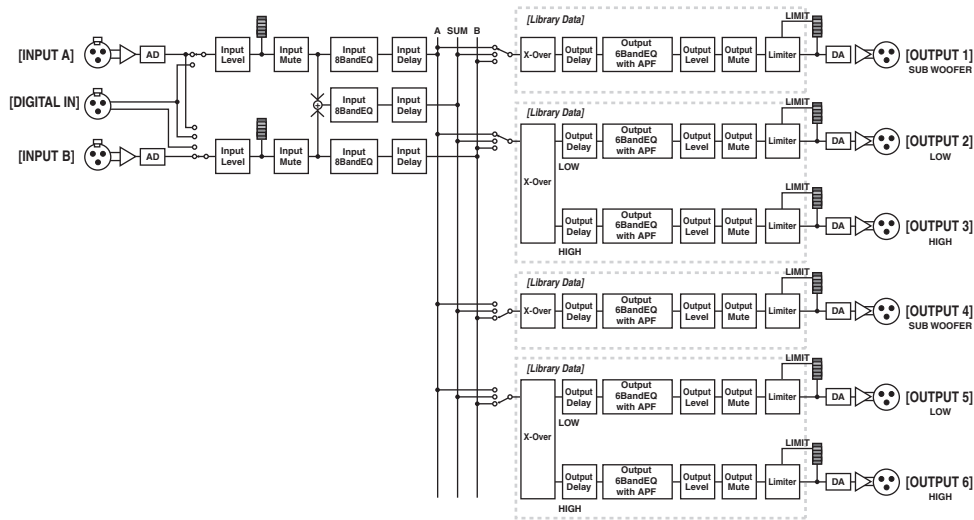 [INPUT A]
AD
Input Level
Input Mute
Input 8BandEQ
Input Delay
[DIGITAL IN]
Input 8BandEQ
Input Delay
[INPUT B]
AD
Input Level
Input Mute
Input 8BandEQ
Input Delay
A SUM B
[Library Data]
LIMIT
X-Over
Output Delay
Output 6BandEQ with APF
Output Level
Output Mute
Limiter
DA
[OUTPUT 1]
SUB WOOFER
[Library Data]
LIMIT
X-Over
Output Delay
LOW
Output 6BandEQ with APF
Output Level
Output Mute
Limiter
DA
[OUTPUT 2]
LOW
LIMIT
Output Delay
HIGH
Output 6BandEQ with APF
Output Level
Output Mute
Limiter
DA
[OUTPUT 3]
HIGH
[Library Data]
LIMIT
X-Over
Output Delay
Output 6BandEQ with APF
Output Level
Output Mute
Limiter
DA
[OUTPUT 4]
SUB WOOFER
[Library Data]
LIMIT
X-Over
Output Delay
LOW
Output 6BandEQ with APF
Output Level
Output Mute
Limiter
DA
[OUTPUT 5]
LOW
LIMIT
Output Delay
HIGH
Output 6BandEQ with APF
Output Level
Output Mute
Limiter
DA
[OUTPUT 6]
HIGH